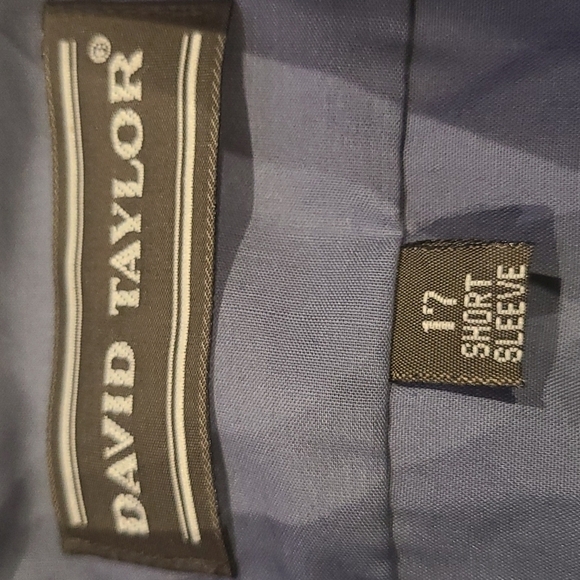 DAVID TAYLOR®
17
SHORT
SLEEVE